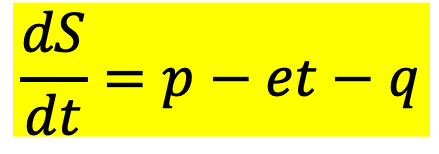 dS/dt = p − et − q